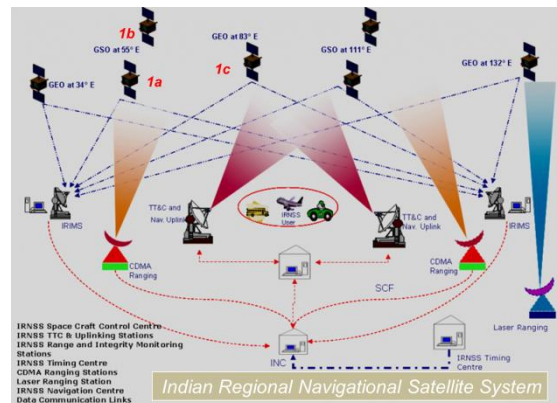 1b
GEO at 83° E
GSO at 55° E
1c
GSO at 111° E
GEO at 34° E
1a
GEO at 132° E
IRIMS
TT&C and
Nav. Uplink
IRNSS
User
TT&C and
Nav. Uplink
IRIMS
CDMA
Ranging
CDMA
Ranging
SCF
Laser Ranging
IRNSS Space Craft Control Centre
IRNSS TTC & Uplinking Stations
IRNSS Range and Integrity Monitoring
Stations
IRNSS Timing Centre
CDMA Ranging Stations
Laser Ranging Station
IRNSS Navigation Centre
Data Communication Links
INC
IRNSS Timing
Centre
Indian Regional Navigational Satellite System